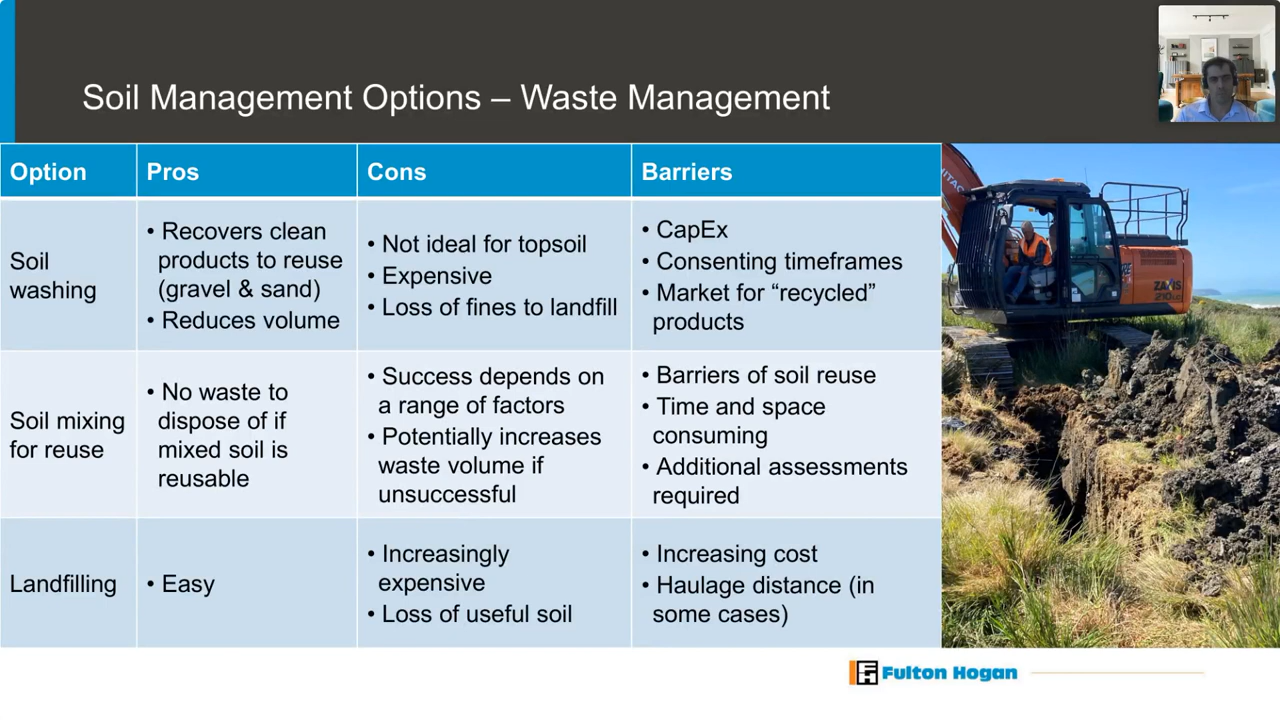 Soil Management Options – Waste Management
Option
Pros
Cons
Barriers
Soil
washing
• Recovers clean
products to reuse
(gravel & sand)
• Reduces volume
• Not ideal for topsoil
• Expensive
• Loss of fines to landfill
• CapEx
• Consenting timeframes
• Market for “recycled”
products
Soil mixing
for reuse
• No waste to
dispose of if
mixed soil is
reusable
• Success depends on
a range of factors
• Potentially increases
waste volume if
unsuccessful
• Barriers of soil reuse
• Time and space
consuming
• Additional assessments
required
Landfilling
• Easy
• Increasingly
expensive
• Loss of useful soil
• Increasing cost
• Haulage distance (in
some cases)
HITACHI
210
FH Fulton Hogan